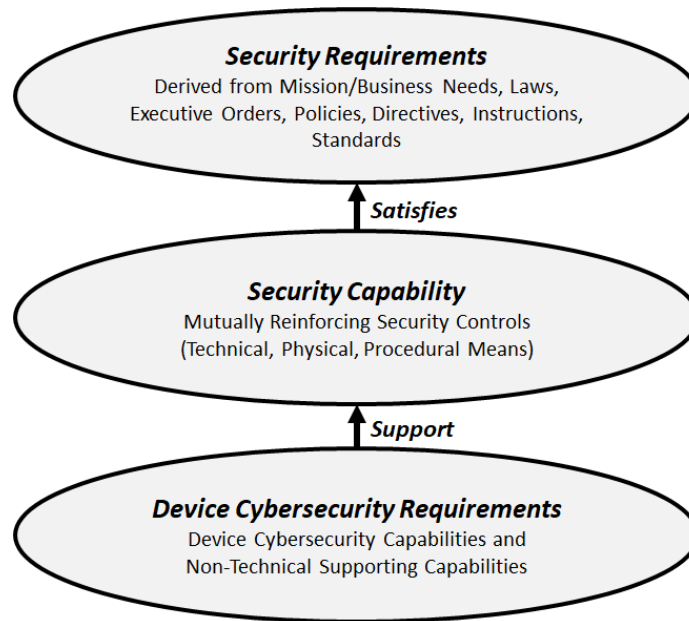 Security Requirements
Derived from Mission/Business Needs, Laws,
Executive Orders, Policies, Directives, Instructions,
Standards
Satisfies
Security Capability
Mutually Reinforcing Security Controls
(Technical, Physical, Procedural Means)
Support
Device Cybersecurity Requirements
Device Cybersecurity Capabilities and
Non-Technical Supporting Capabilities